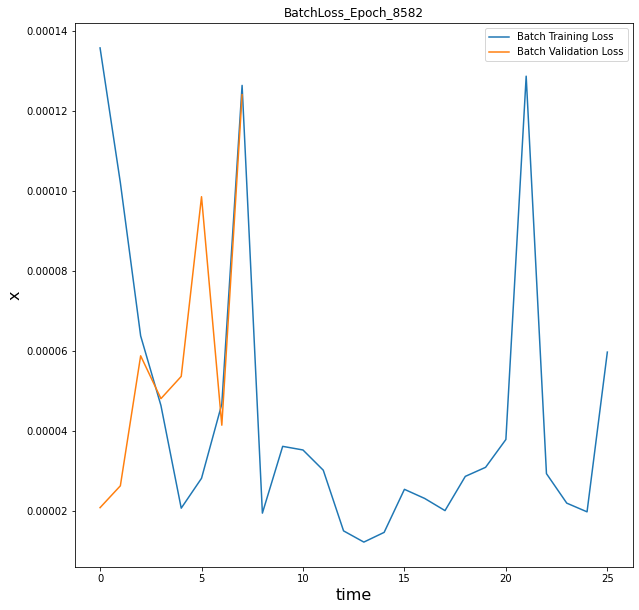 BatchLoss_Epoch_8582
Batch Training Loss
Batch Validation Loss
0.00014
0.00012
0.00010
0.00008
0.00006
0.00004
0.00002
x
0 5 10 15 20 25
time